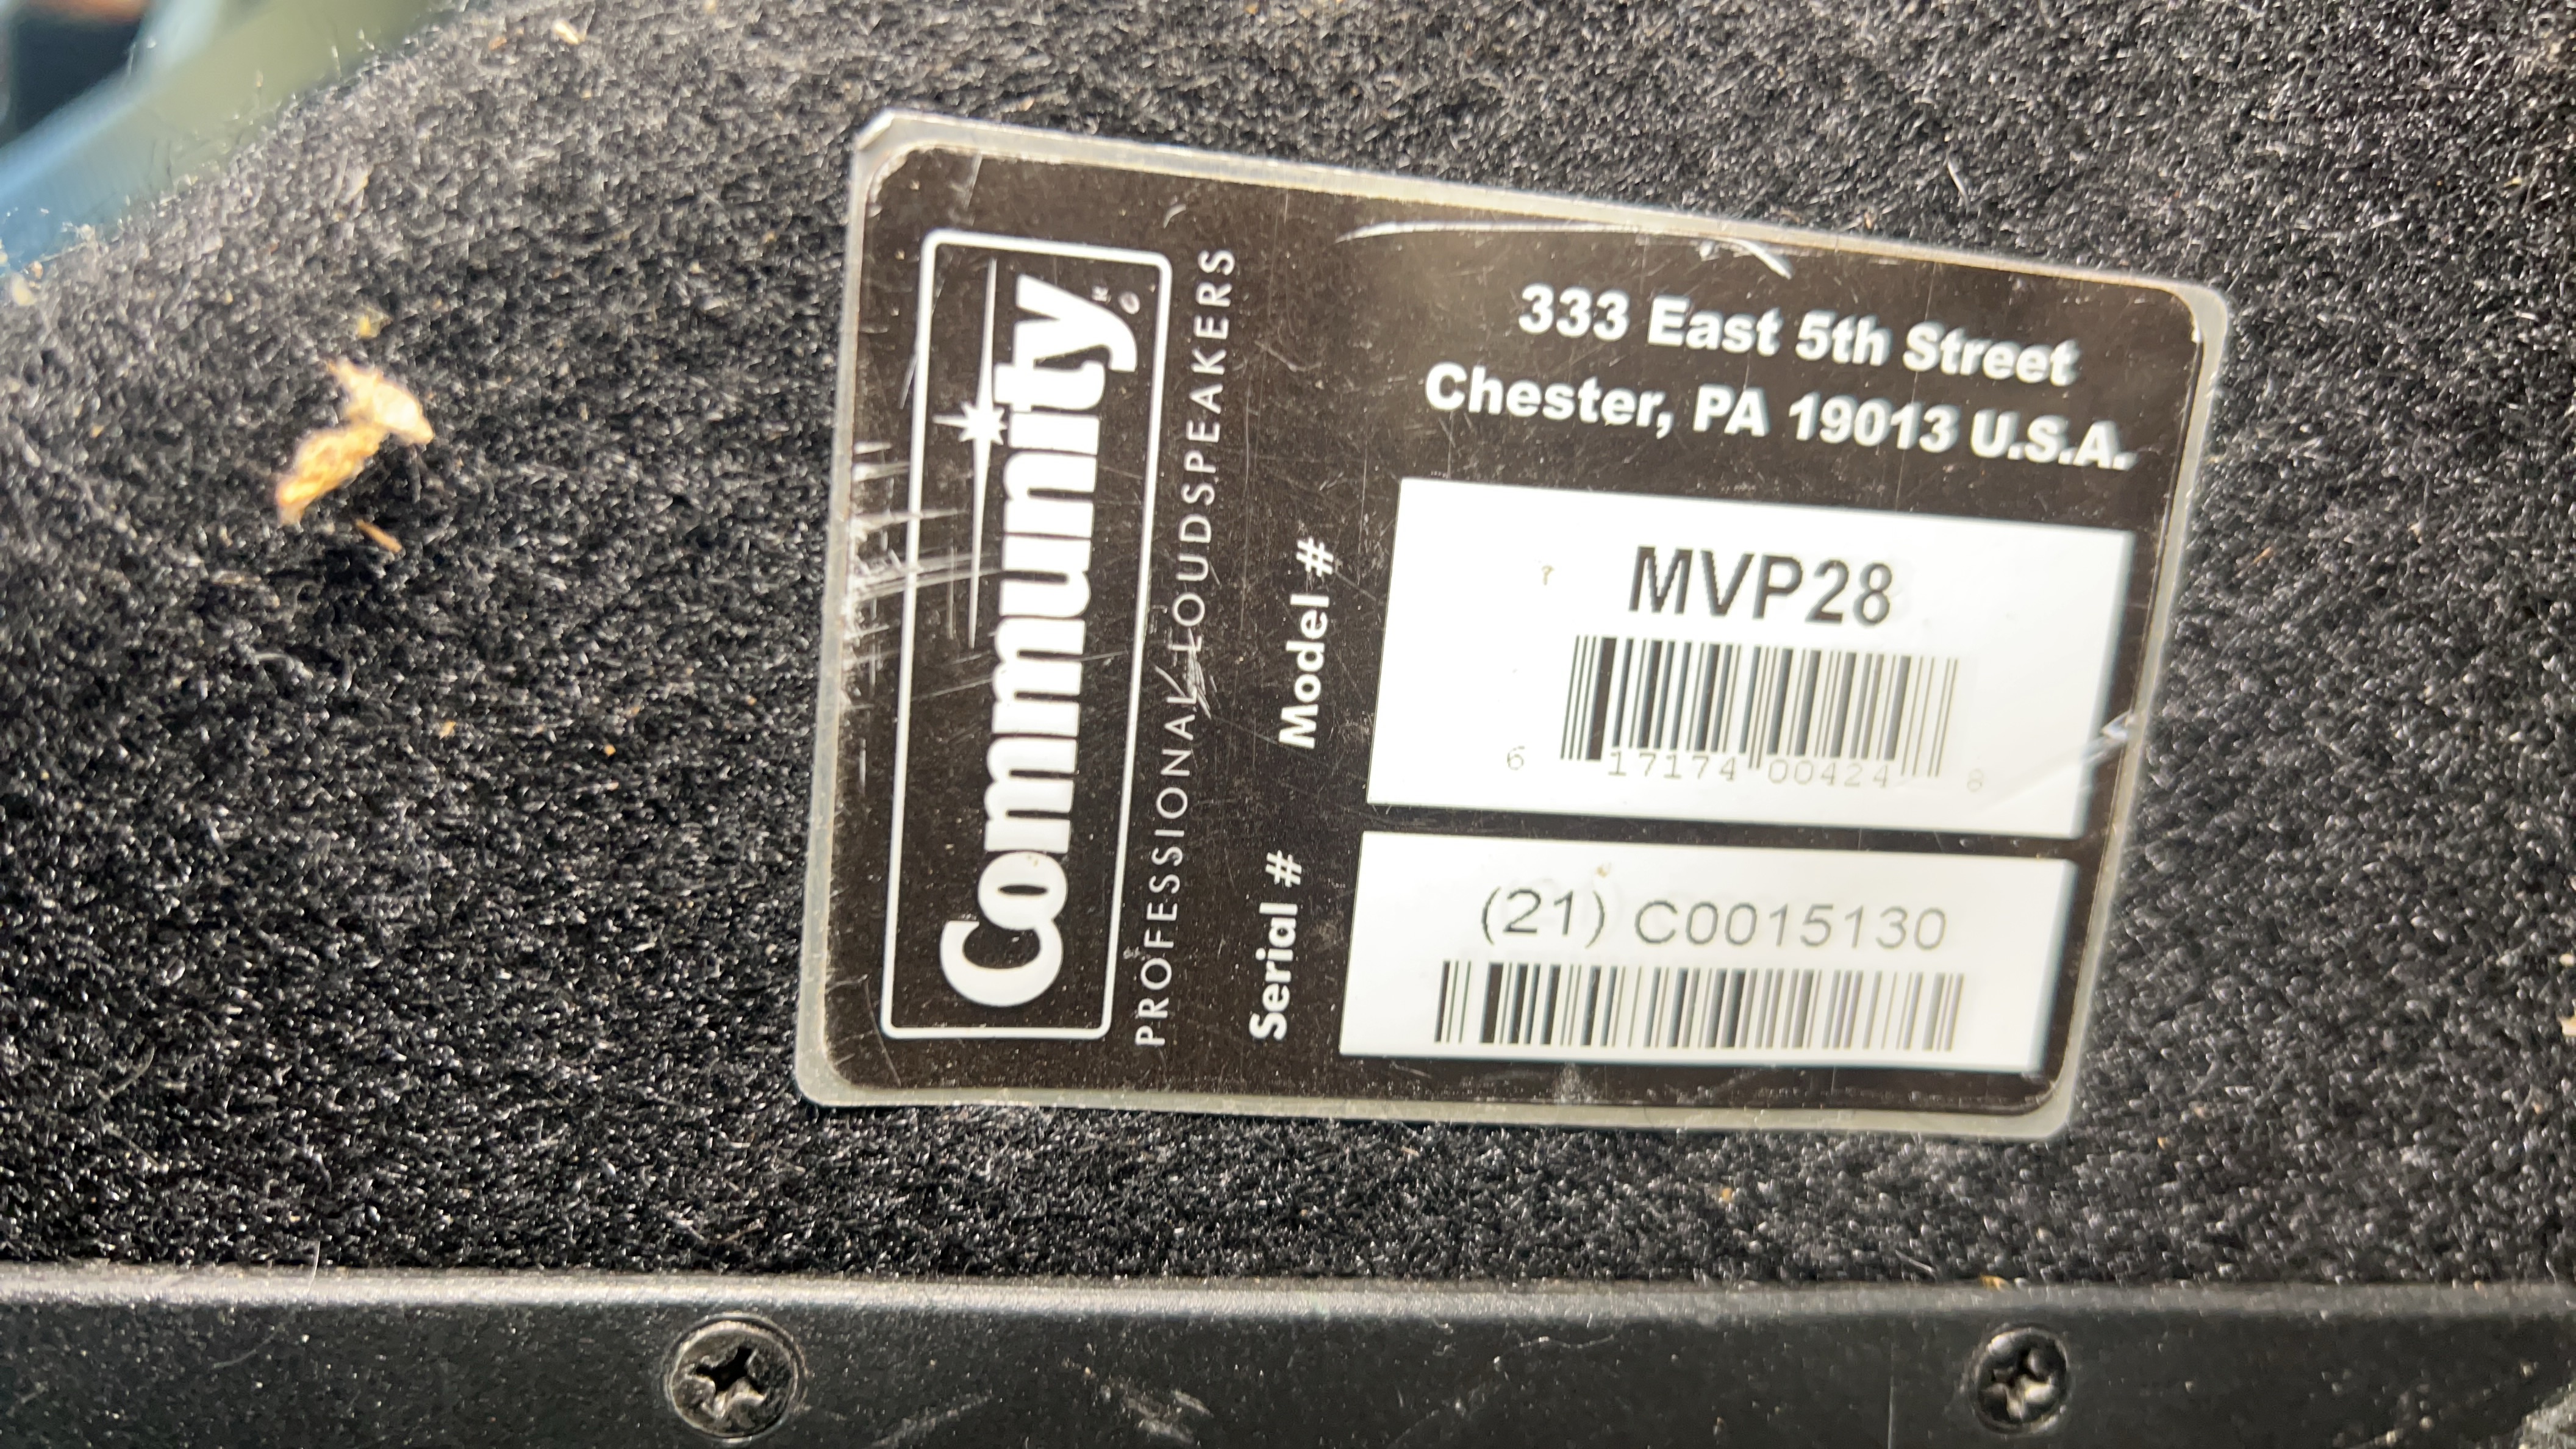 Community®
PROFESSIONAL LOUDSPEAKERS
333 East 5th Street
Chester, PA 19013 U.S.A.
Model #
MVP28
6 17174 00424 8
Serial #
(21) C0015130